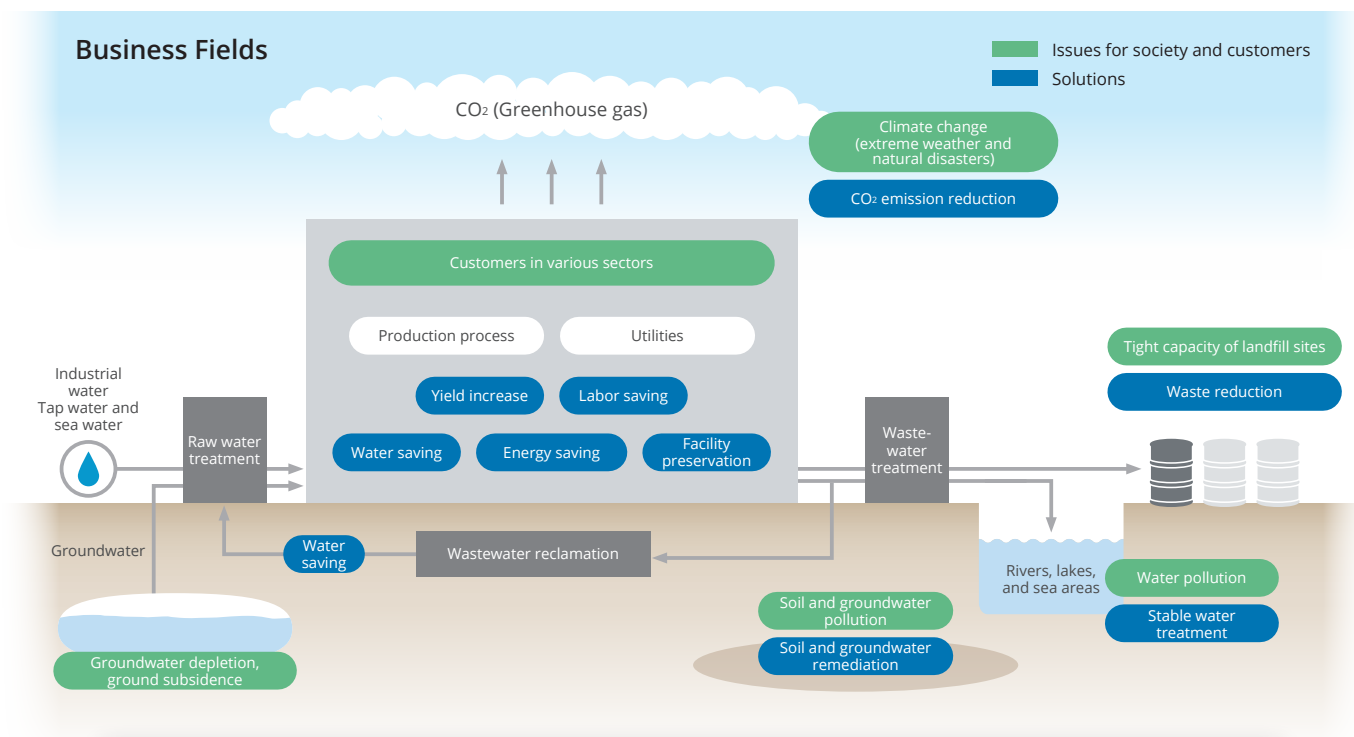 Business Fields
Issues for society and customers
Solutions
CO2 (Greenhouse gas)
Climate change
(extreme weather and
natural disasters)
CO2 emission reduction
Customers in various sectors
Production process
Utilities
Yield increase
Labor saving
Water saving
Energy saving
Facility
preservation
Industrial
water
Tap water and
sea water
Raw water
treatment
Waste-
water
treatment
Tight capacity of landfill sites
Waste reduction
Groundwater
Water
saving
Wastewater reclamation
Rivers, lakes,
and sea areas
Water pollution
Stable water
treatment
Soil and groundwater
pollution
Soil and groundwater
remediation
Groundwater depletion,
ground subsidence